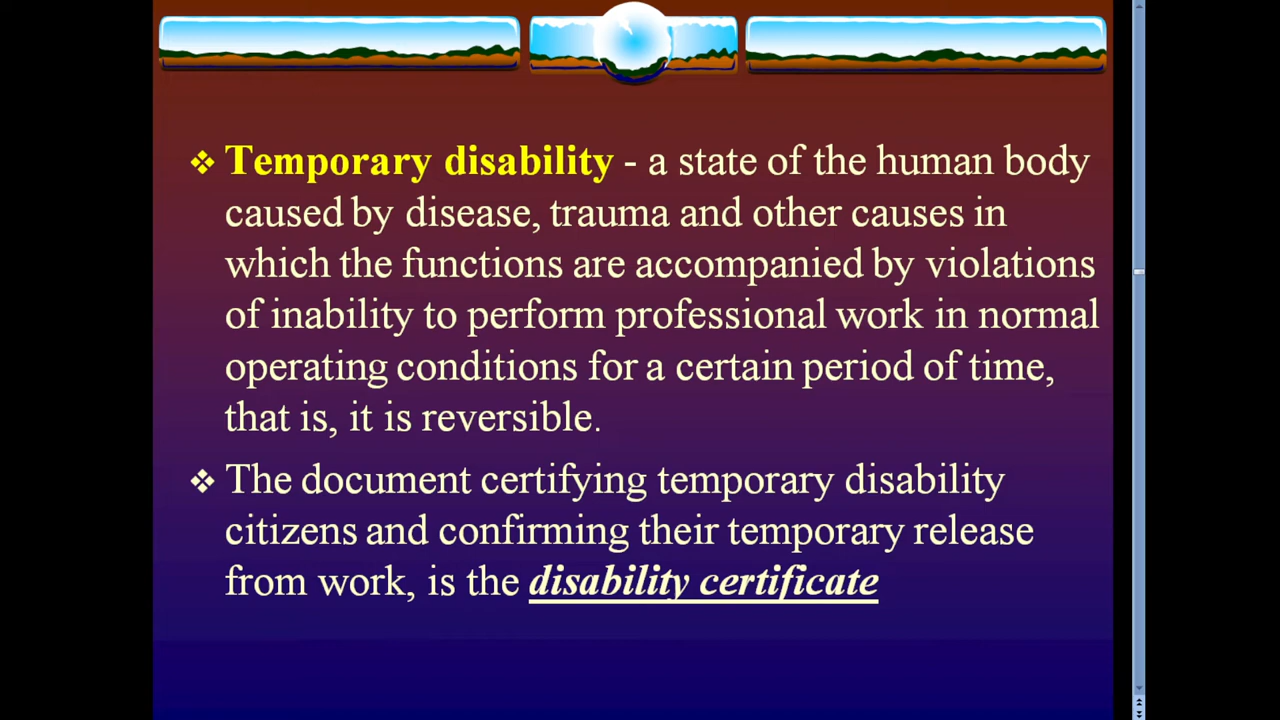 Temporary disability - a state of the human body
caused by disease, trauma and other causes in
which the functions are accompanied by violations
of inability to perform professional work in normal
operating conditions for a certain period of time,
that is, it is reversible.
The document certifying temporary disability
citizens and confirming their temporary release
from work, is the disability certificate